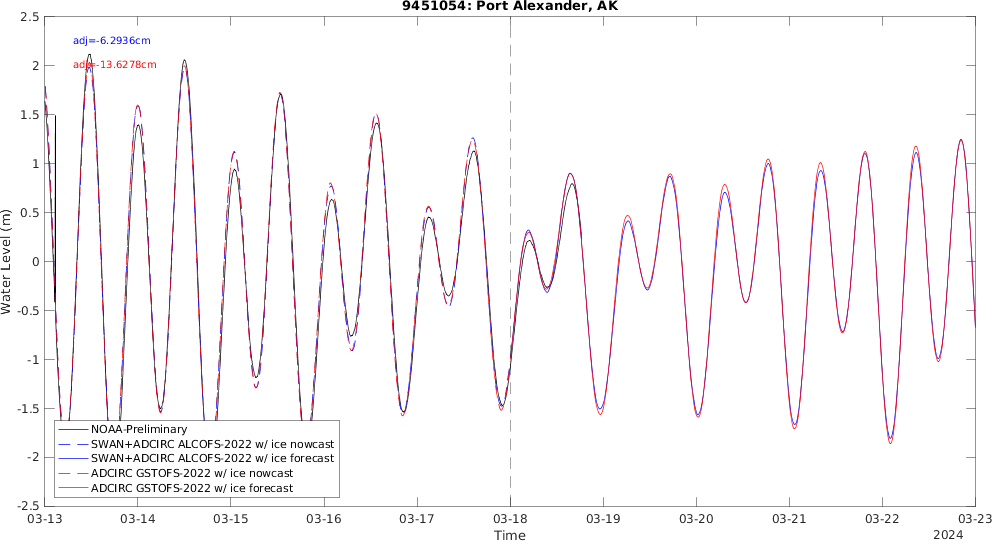 9451054: Port Alexander, AK
2.5
2
1.5
1
0.5
0
-0.5
-1
-1.5
-2
-2.5
Water Level (m)
adj=-6.2936cm
adj=-13.6278cm
NOAA-Preliminary
SWAN+ADCIRC ALCOFS-2022 w/ ice nowcast
SWAN+ADCIRC ALCOFS-2022 w/ ice forecast
ADCIRC GSTOFS-2022 w/ ice nowcast
ADCIRC GSTOFS-2022 w/ ice forecast
03-13 03-14 03-15 03-16 03-17 03-18 03-19 03-20 03-21 03-22 03-23
Time
2024